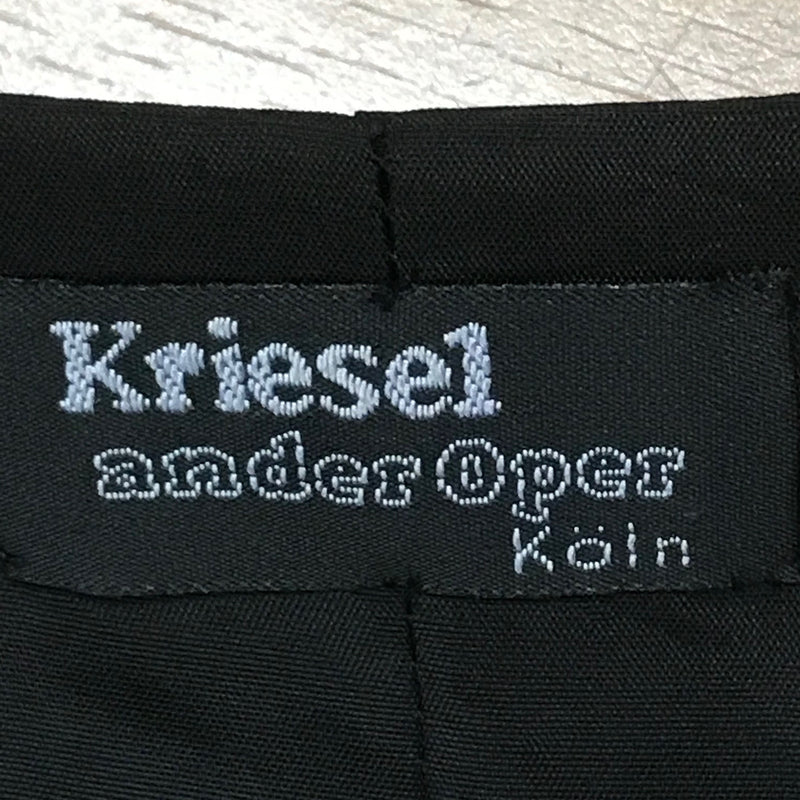 Kriesel
ander Oper
Köln